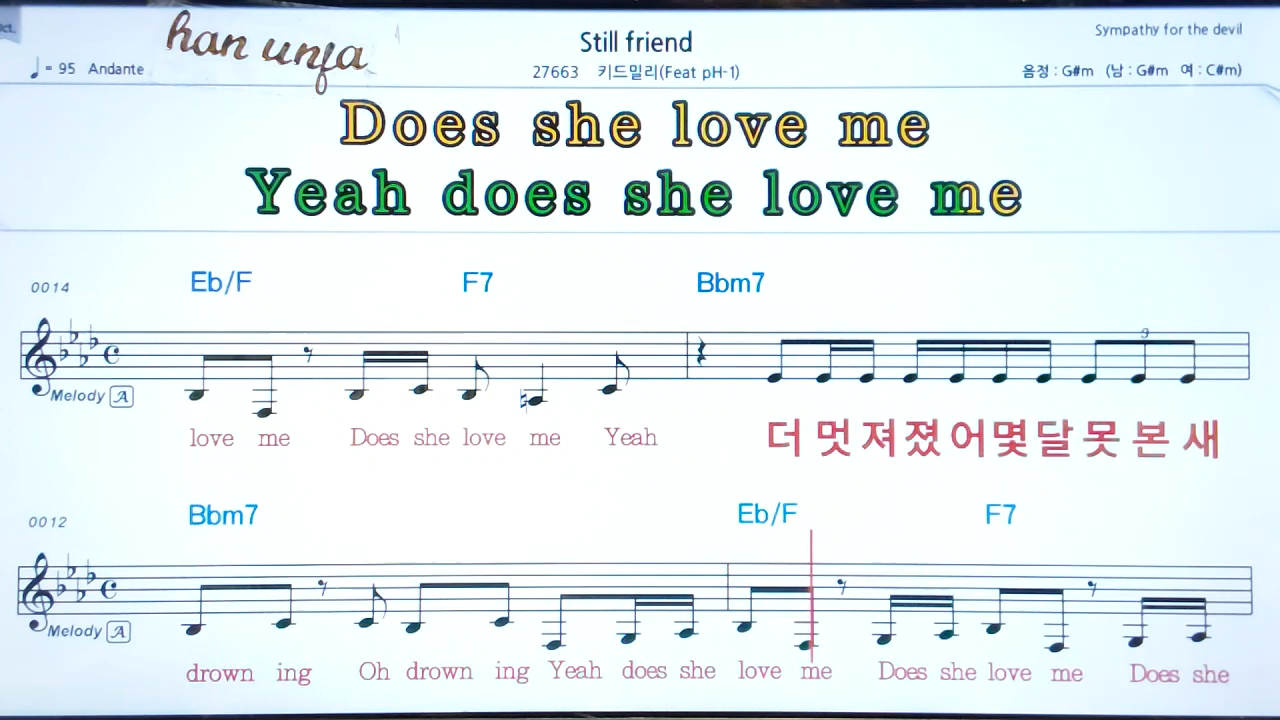 han unfa
Still friend
Sympathy for the devil
= 95 Andante
27663 키드밀리(Feat pH-1)
음정 : G#m (남 : G#m 여 : C#m)
Does she love me
Yeah does she love me
0014 Eb/F F7 Bbm7
Melody A
3
love me Does she love me Yeah 더 멋 져 졌 어 몇 달 못 본 새
0012 Bbm7 Eb/F F7
Melody A
drown ing Oh drown ing Yeah does she love me Does she love me Does she